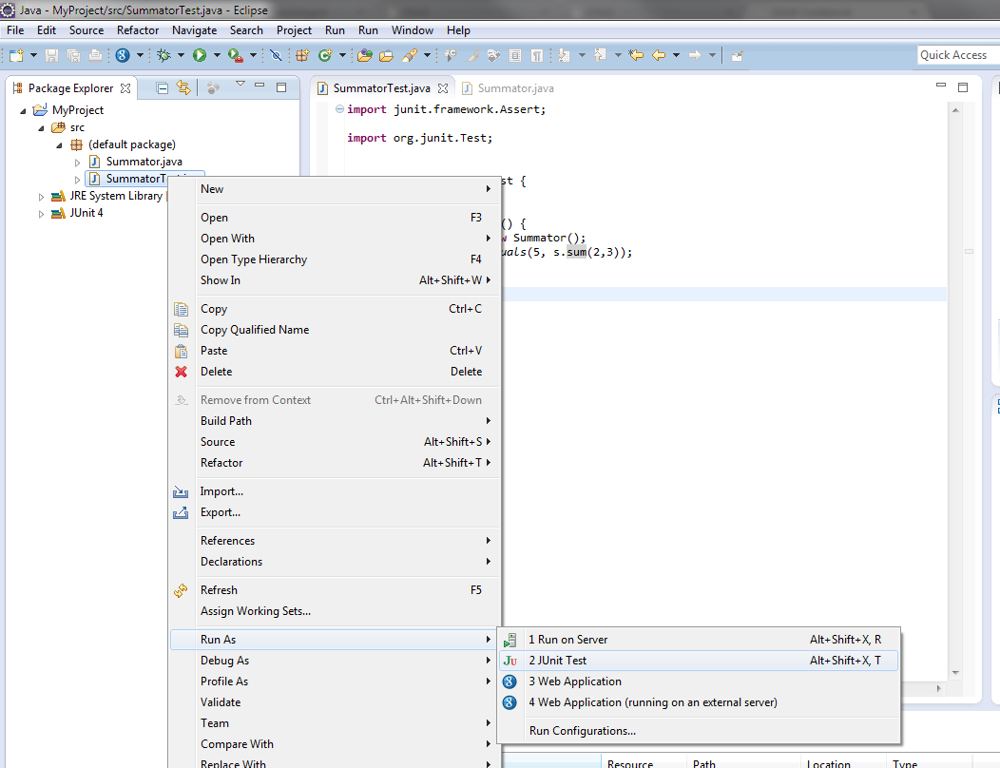 Java - MyProject/src/SummatorTest.java - Eclipse
File Edit Source Refactor Navigate Search Project Run Run Window Help
Quick Access
Package Explorer
SummatorTest.java Summator.java
MyProject
src
(default package)
Summator.java
JRE System Library
JUnit 4
import junit.framework.Assert;
import org.junit.Test;
st {
() {
w Summator();
uals(5, s.sum(2,3));
New
Open F3
Open With
Open Type Hierarchy F4
Show In Alt+Shift+W
Copy Ctrl+C
Copy Qualified Name
Paste Ctrl+V
Delete Delete
Remove from Context Ctrl+Alt+Shift+Down
Build Path
Source Alt+Shift+S
Refactor Alt+Shift+T
Import...
Export...
References
Declarations
Refresh F5
Assign Working Sets...
Run As
Debug As
Profile As
Validate
Team
Compare With
Replace With
1 Run on Server Alt+Shift+X, R
2 JUnit Test Alt+Shift+X, T
3 Web Application
4 Web Application (running on an external server)
Run Configurations...
Resource Path Location Type